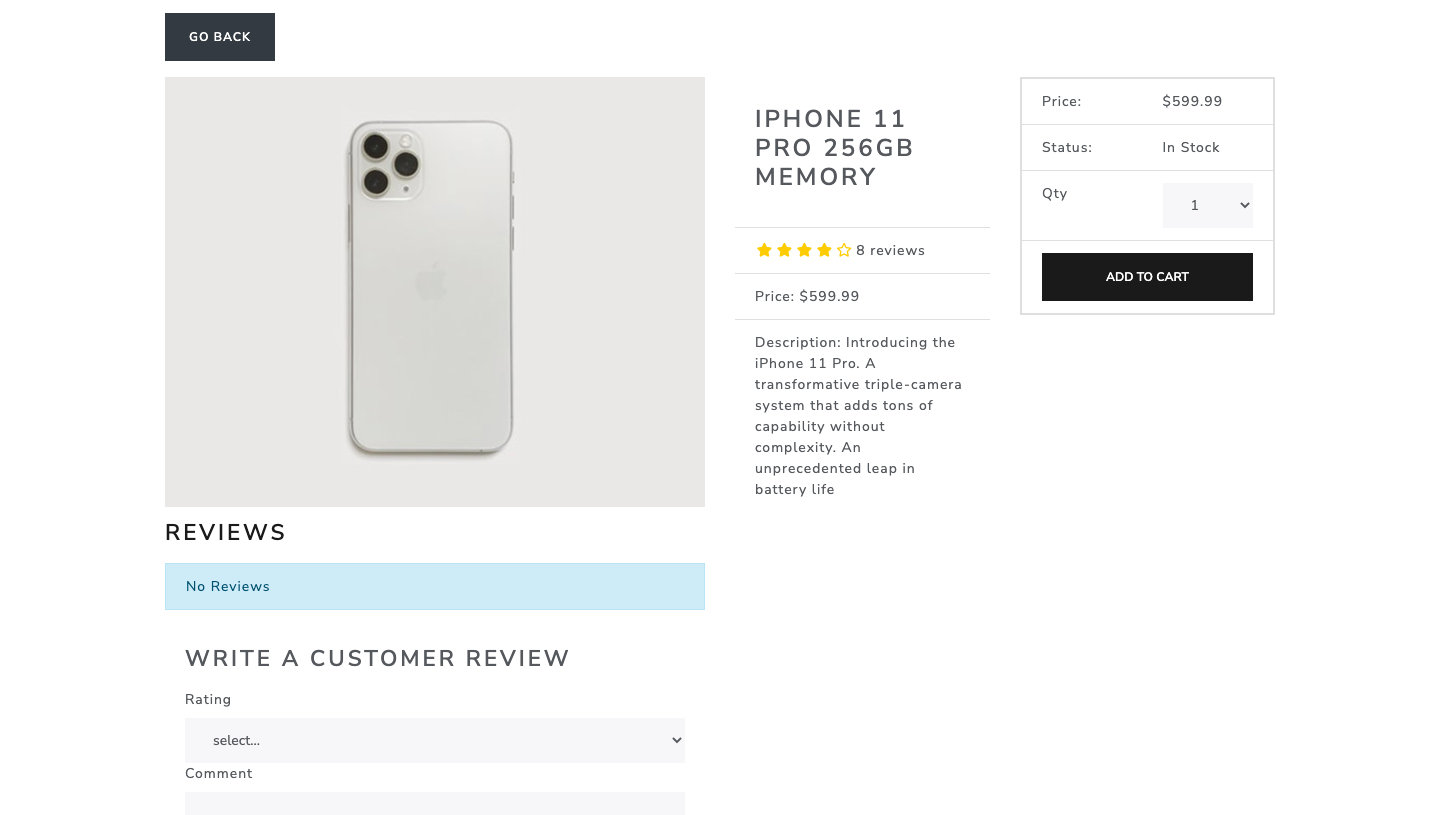 GO BACK
IPHONE 11
PRO 256GB
MEMORY
8 reviews
Price: $599.99
Description: Introducing the
iPhone 11 Pro. A
transformative triple-camera
system that adds tons of
capability without
complexity. An
unprecedented leap in
battery life
Price: $599.99
Status: In Stock
Qty 1
ADD TO CART
REVIEWS
No Reviews
WRITE A CUSTOMER REVIEW
Rating
select...
Comment